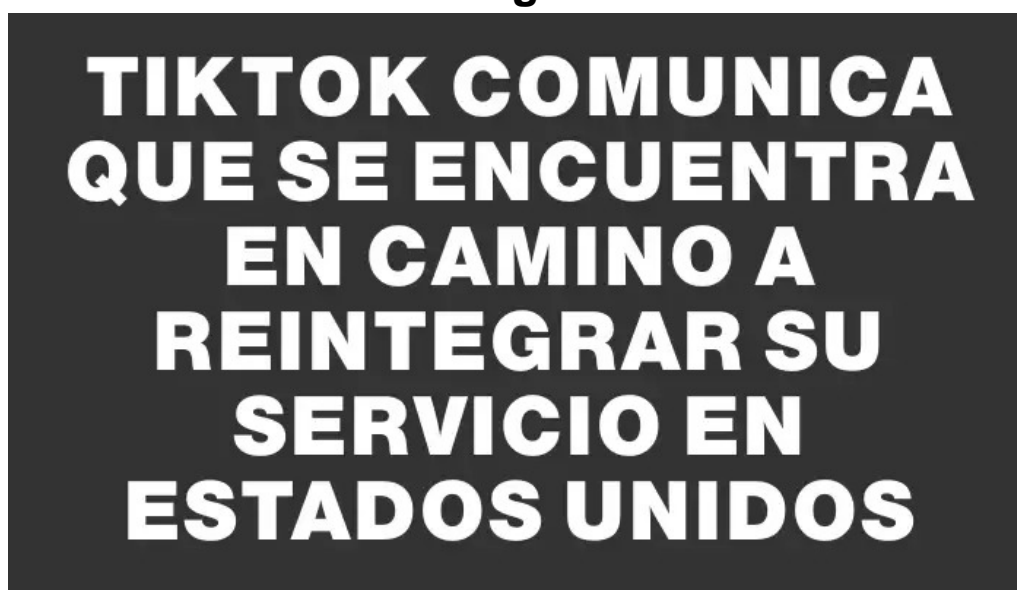 TIKTOK COMUNICA
QUE SE ENCUENTRA
EN CAMINO A
REINTEGRAR SU
SERVICIO EN
ESTADOS UNIDOS